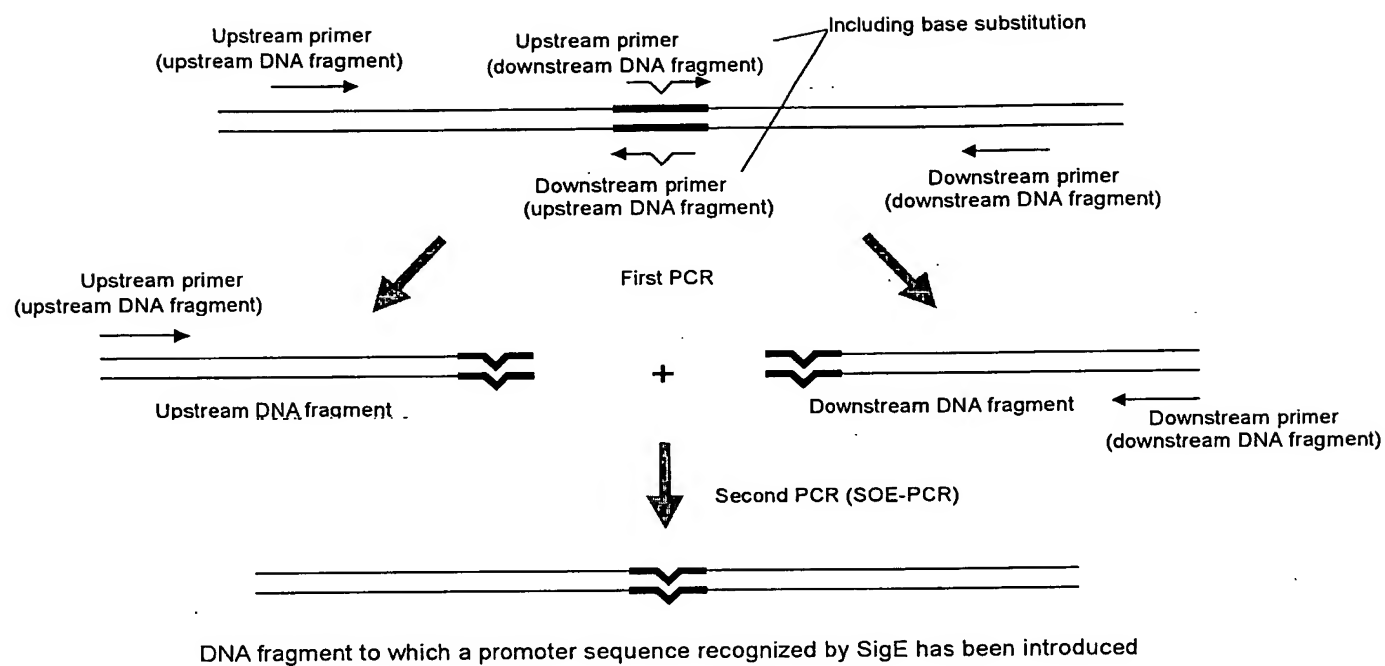 Including base substitution
Upstream primer
(upstream DNA fragment)
Upstream primer
(downstream DNA fragment)
Downstream primer
(upstream DNA fragment)
Downstream primer
(downstream DNA fragment)
First PCR
Upstream primer
(upstream DNA fragment)
+
Upstream DNA fragment
Downstream DNA fragment
Downstream primer
(downstream DNA fragment)
Second PCR (SOE-PCR)
DNA fragment to which a promoter sequence recognized by SigE has been introduced